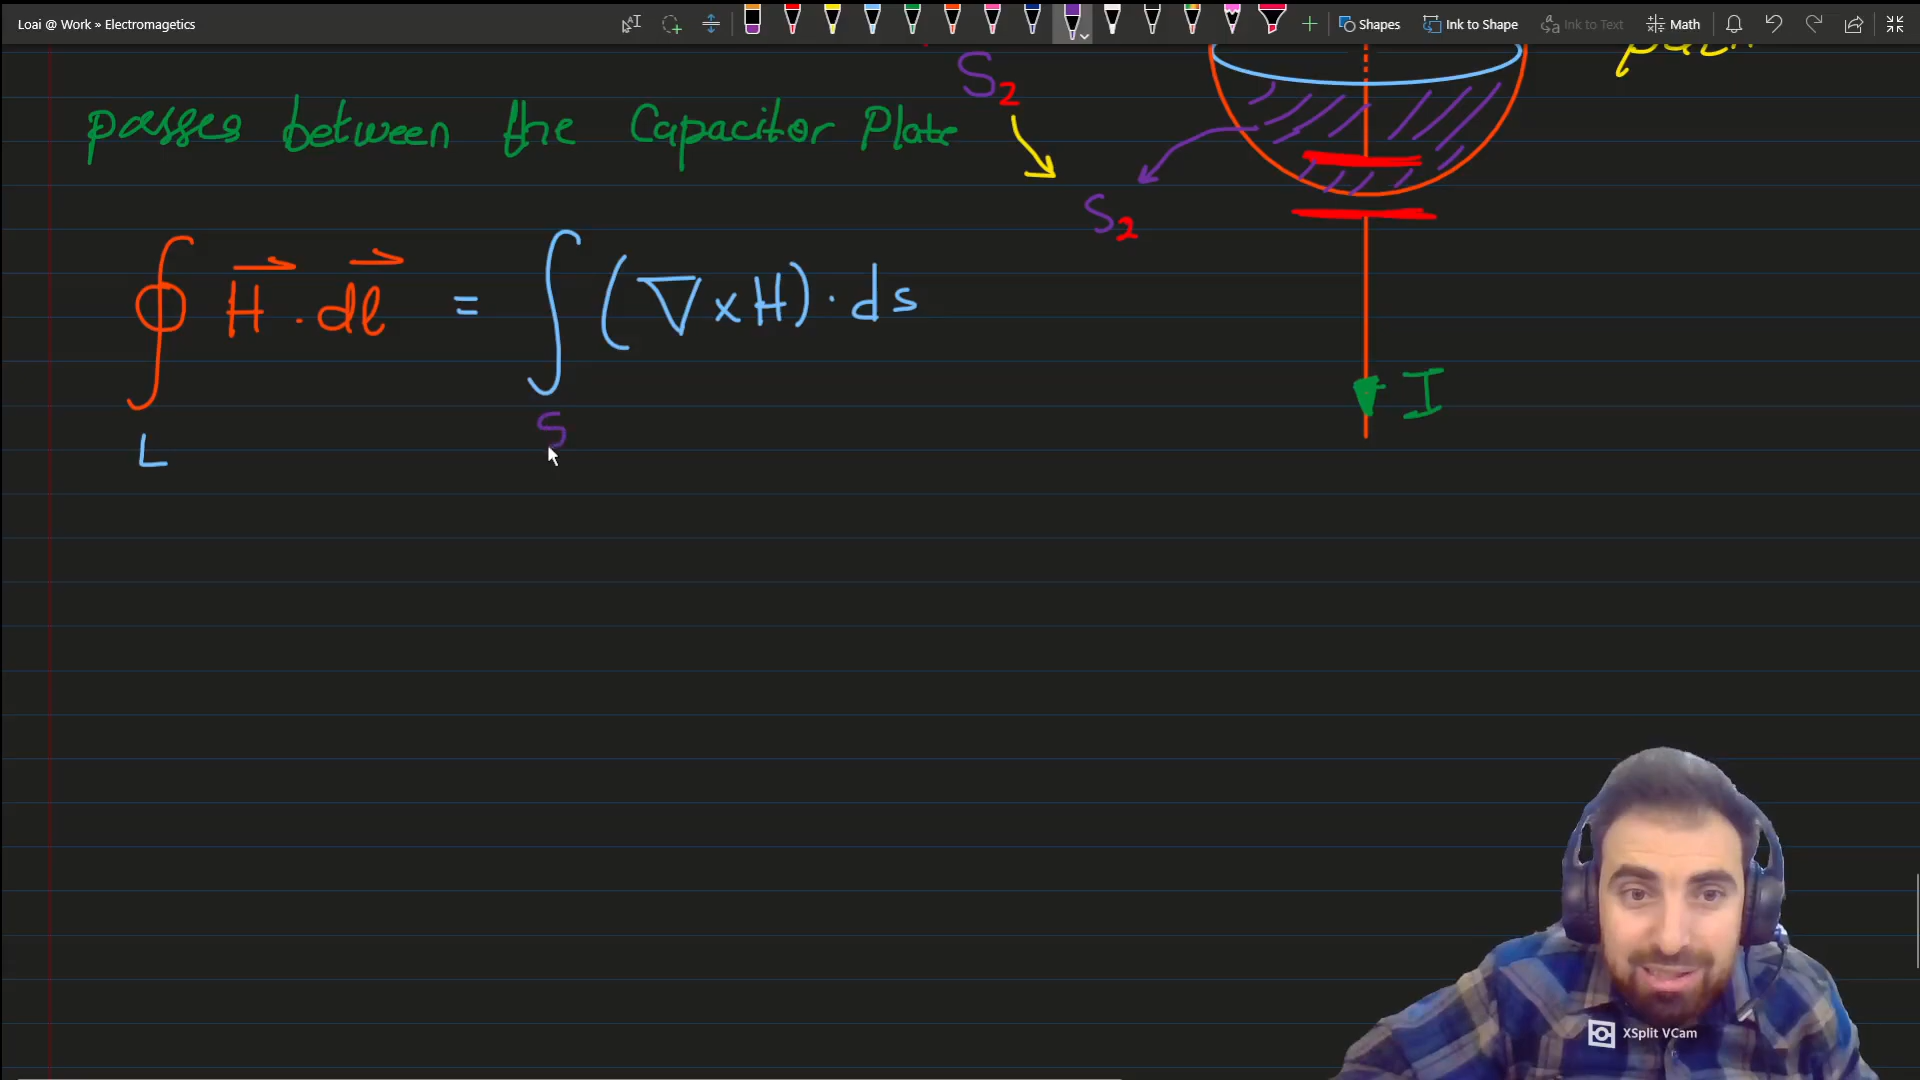 Loai @ Work » Electromagetics
Shapes
Ink to Shape
Ink to Text
Math
S2
passes between the Capacitor Plate
S2
∮ H⃗ . dl⃗ = ∫ (∇ x H) · ds
L
S
I
XSplit VCam